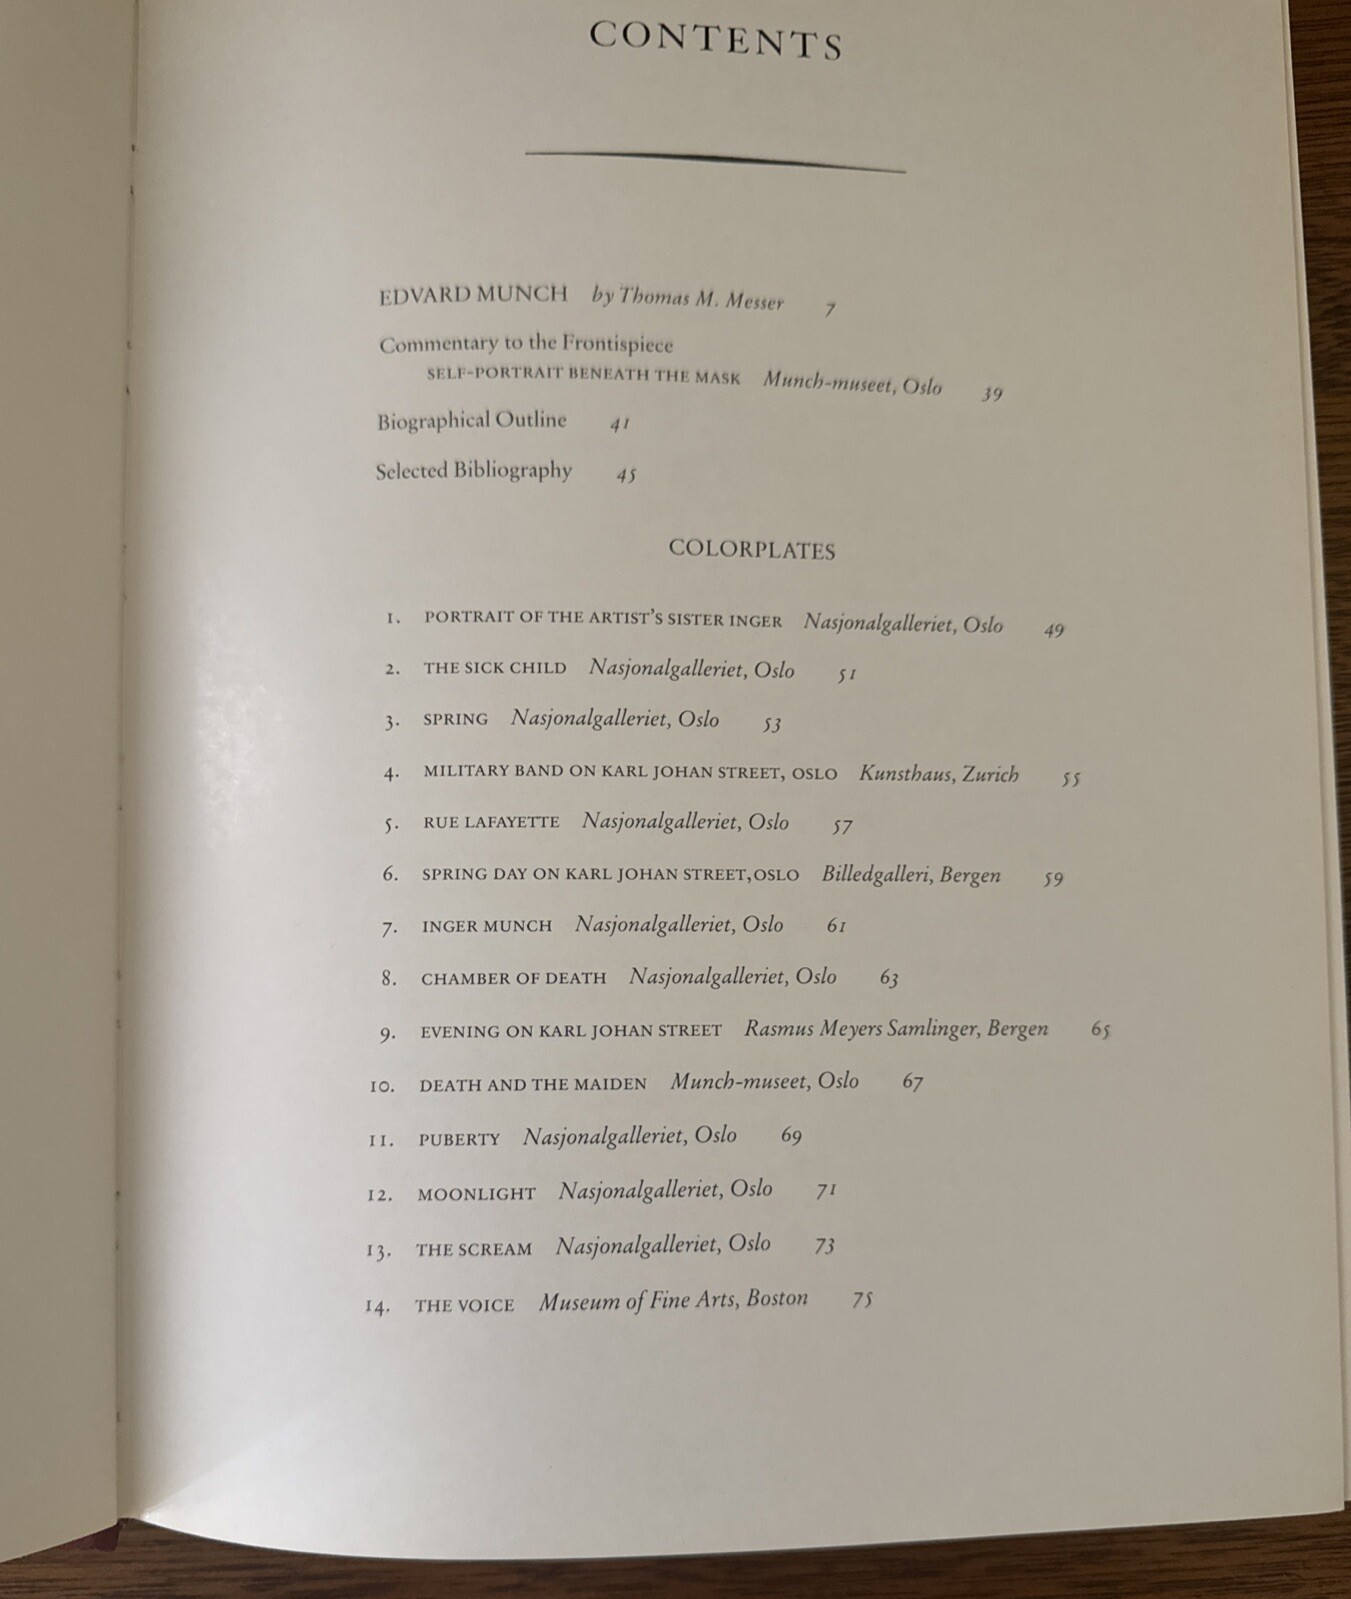 CONTENTS
EDVARD MUNCH by Thomas M. Messer 7
Commentary to the Frontispiece
SELF-PORTRAIT BENEATH THE MASK Munch-museet, Oslo 39
Biographical Outline 41
Selected Bibliography 45
COLORPLATES
1. PORTRAIT OF THE ARTIST'S SISTER INGER Nasjonalgalleriet, Oslo 49
2. THE SICK CHILD Nasjonalgalleriet, Oslo 51
3. SPRING Nasjonalgalleriet, Oslo 53
4. MILITARY BAND ON KARL JOHAN STREET, OSLO Kunsthaus, Zurich 55
5. RUE LAFAYETTE Nasjonalgalleriet, Oslo 57
6. SPRING DAY ON KARL JOHAN STREET,OSLO Billedgalleri, Bergen 59
7. INGER MUNCH Nasjonalgalleriet, Oslo 61
8. CHAMBER OF DEATH Nasjonalgalleriet, Oslo 63
9. EVENING ON KARL JOHAN STREET Rasmus Meyers Samlinger, Bergen 65
10. DEATH AND THE MAIDEN Munch-museet, Oslo 67
11. PUBERTY Nasjonalgalleriet, Oslo 69
12. MOONLIGHT Nasjonalgalleriet, Oslo 71
13. THE SCREAM Nasjonalgalleriet, Oslo 73
14. THE VOICE Museum of Fine Arts, Boston 75